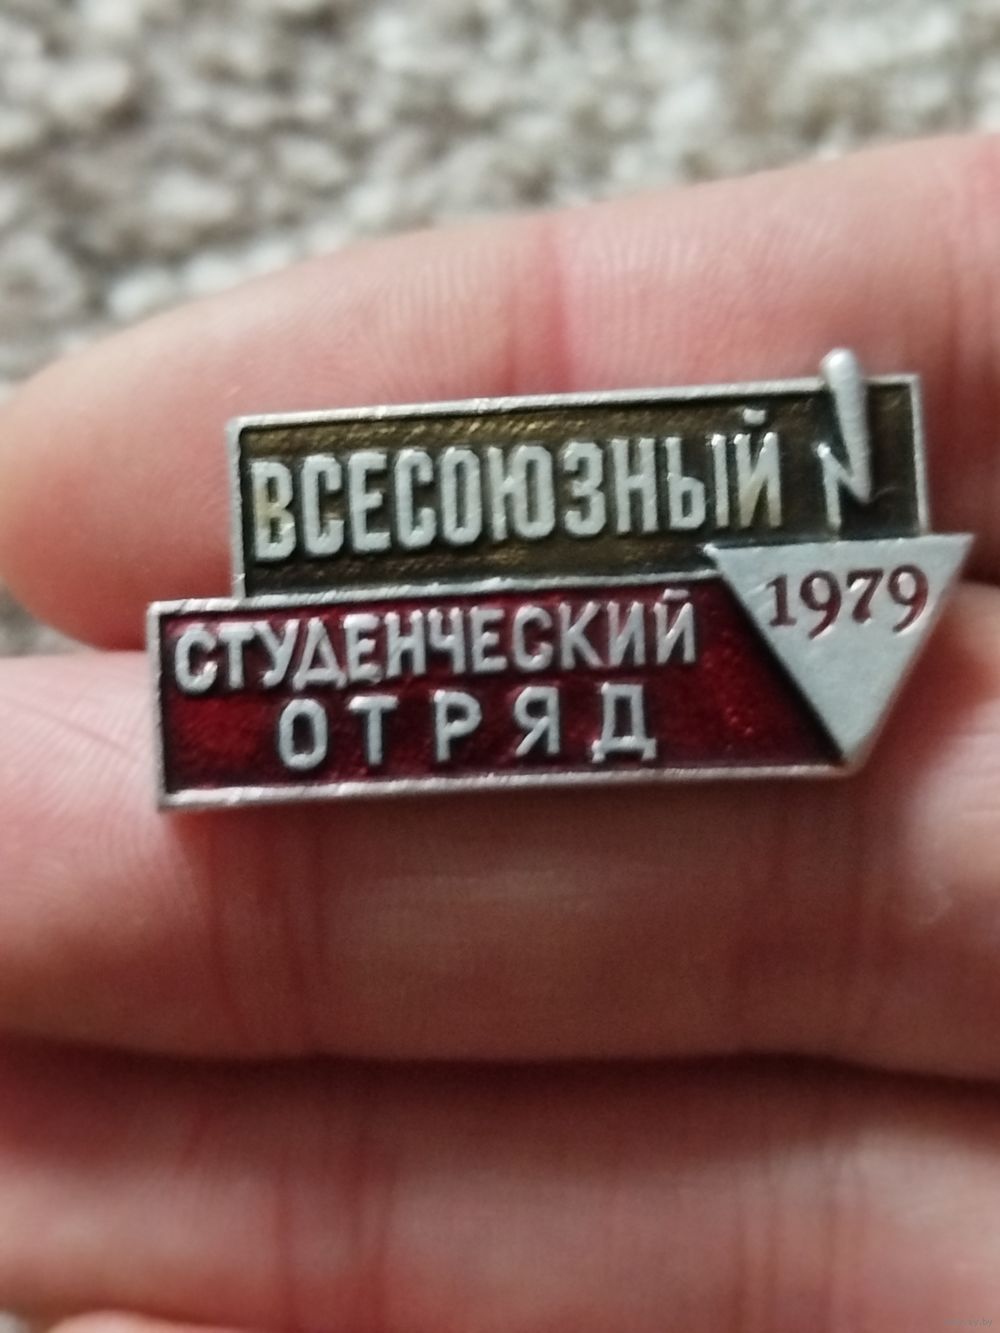 ВСЕСОЮЗНЫЙ
1979
СТУДЕНЧЕСКИЙ
ОТРЯД